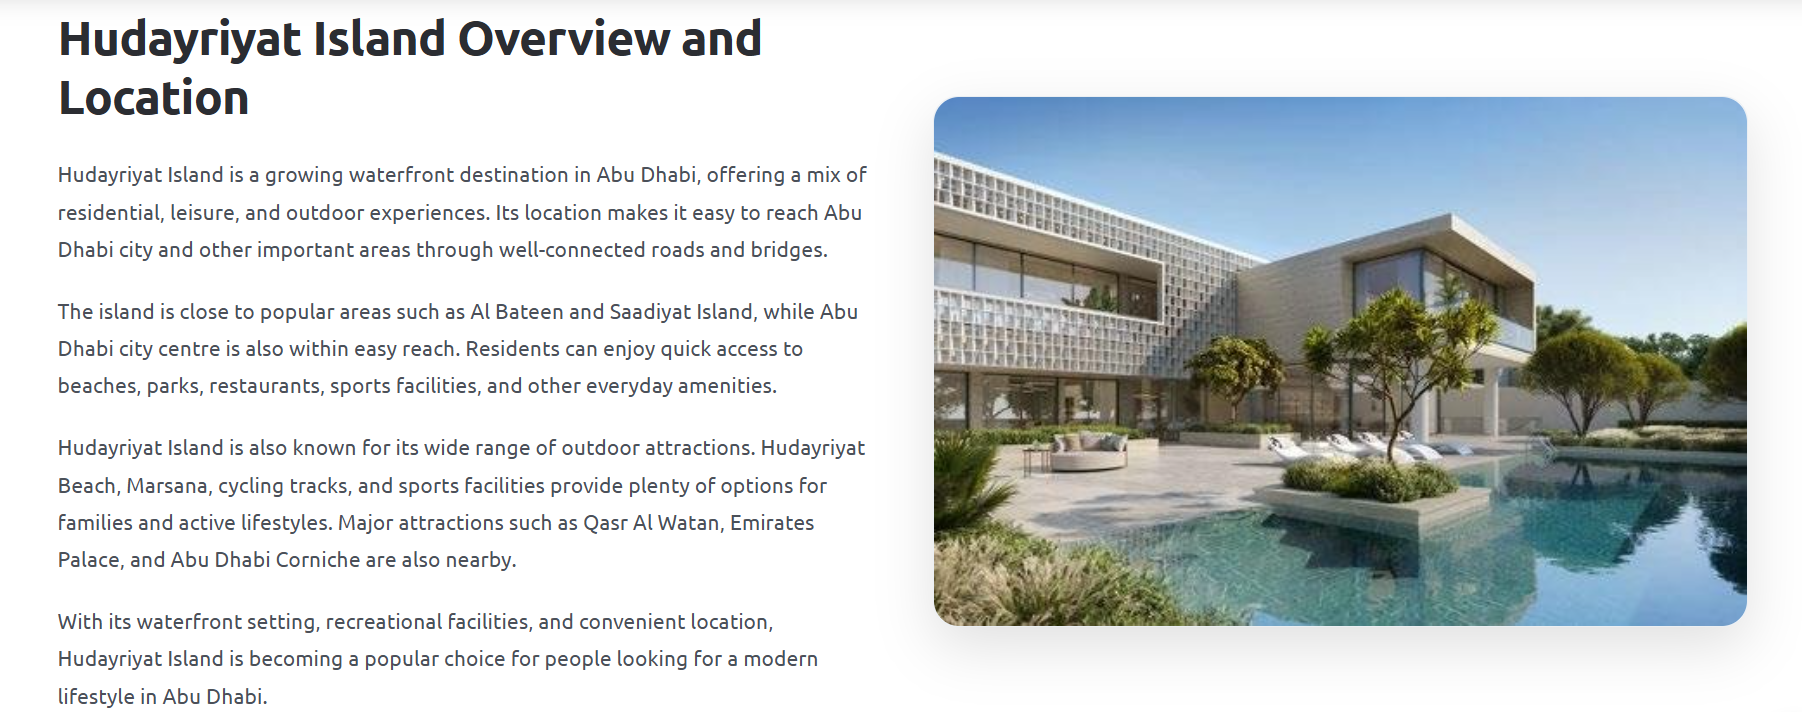 Hudayriyat Island Overview and
Location
Hudayriyat Island is a growing waterfront destination in Abu Dhabi, offering a mix of
residential, leisure, and outdoor experiences. Its location makes it easy to reach Abu
Dhabi city and other important areas through well-connected roads and bridges.
The island is close to popular areas such as Al Bateen and Saadiyat Island, while Abu
Dhabi city centre is also within easy reach. Residents can enjoy quick access to
beaches, parks, restaurants, sports facilities, and other everyday amenities.
Hudayriyat Island is also known for its wide range of outdoor attractions. Hudayriyat
Beach, Marsana, cycling tracks, and sports facilities provide plenty of options for
families and active lifestyles. Major attractions such as Qasr Al Watan, Emirates
Palace, and Abu Dhabi Corniche are also nearby.
With its waterfront setting, recreational facilities, and convenient location,
Hudayriyat Island is becoming a popular choice for people looking for a modern
lifestyle in Abu Dhabi.